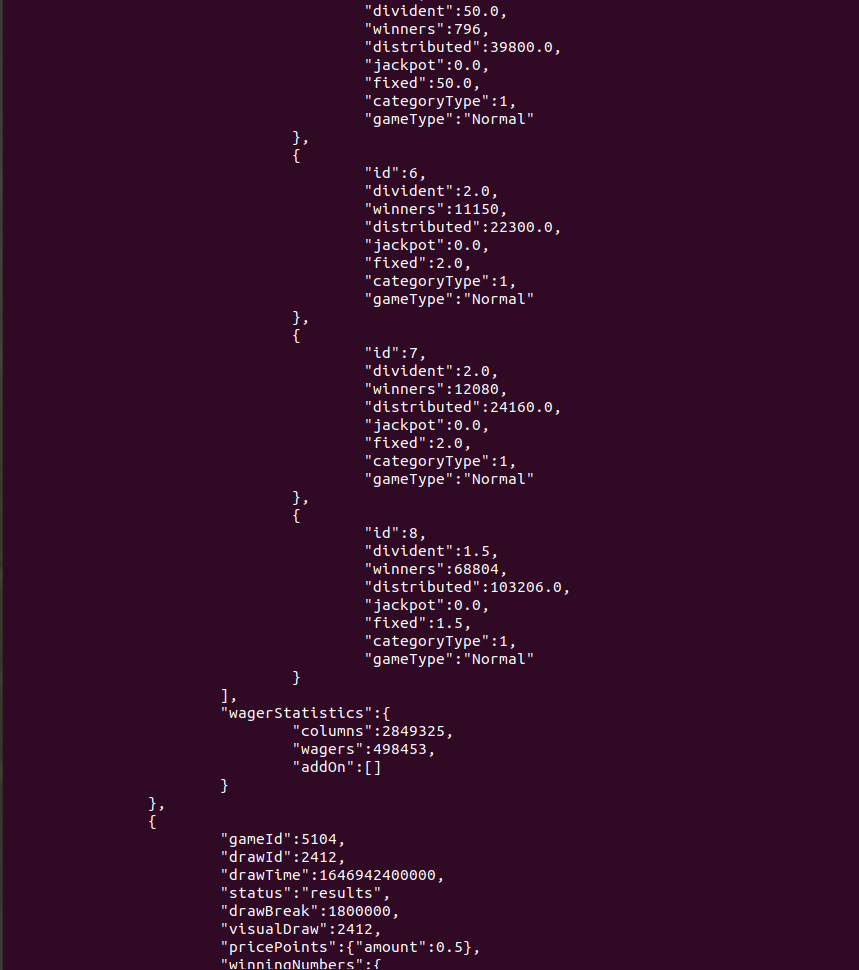 "divident":50.0,
"winners":796,
"distributed":39800.0,
"jackpot":0.0,
"fixed":50.0,
"categoryType":1,
"gameType":"Normal"
},
{
"id":6,
"divident":2.0,
"winners":11150,
"distributed":22300.0,
"jackpot":0.0,
"fixed":2.0,
"categoryType":1,
"gameType":"Normal"
},
{
"id":7,
"divident":2.0,
"winners":12080,
"distributed":24160.0,
"jackpot":0.0,
"fixed":2.0,
"categoryType":1,
"gameType":"Normal"
},
{
"id":8,
"divident":1.5,
"winners":68804,
"distributed":103206.0,
"jackpot":0.0,
"fixed":1.5,
"categoryType":1,
"gameType":"Normal"
}
],
"wagerStatistics":{
"columns":2849325,
"wagers":498453,
"addOn":[]
}
},
{
"gameId":5104,
"drawId":2412,
"drawTime":1646942400000,
"status":"results",
"drawBreak":1800000,
"visualDraw":2412,
"pricePoints":{"amount":0.5},
"winningNumbers":{